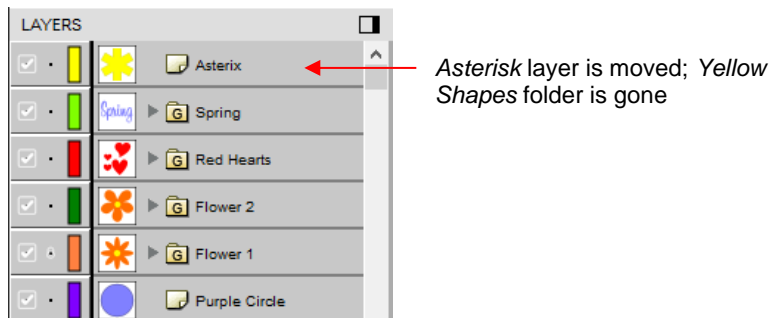 LAYERS
Asterix
Asterisk layer is moved; Yellow
Shapes folder is gone
Spring
G Spring
G Red Hearts
G Flower 2
G Flower 1
Purple Circle